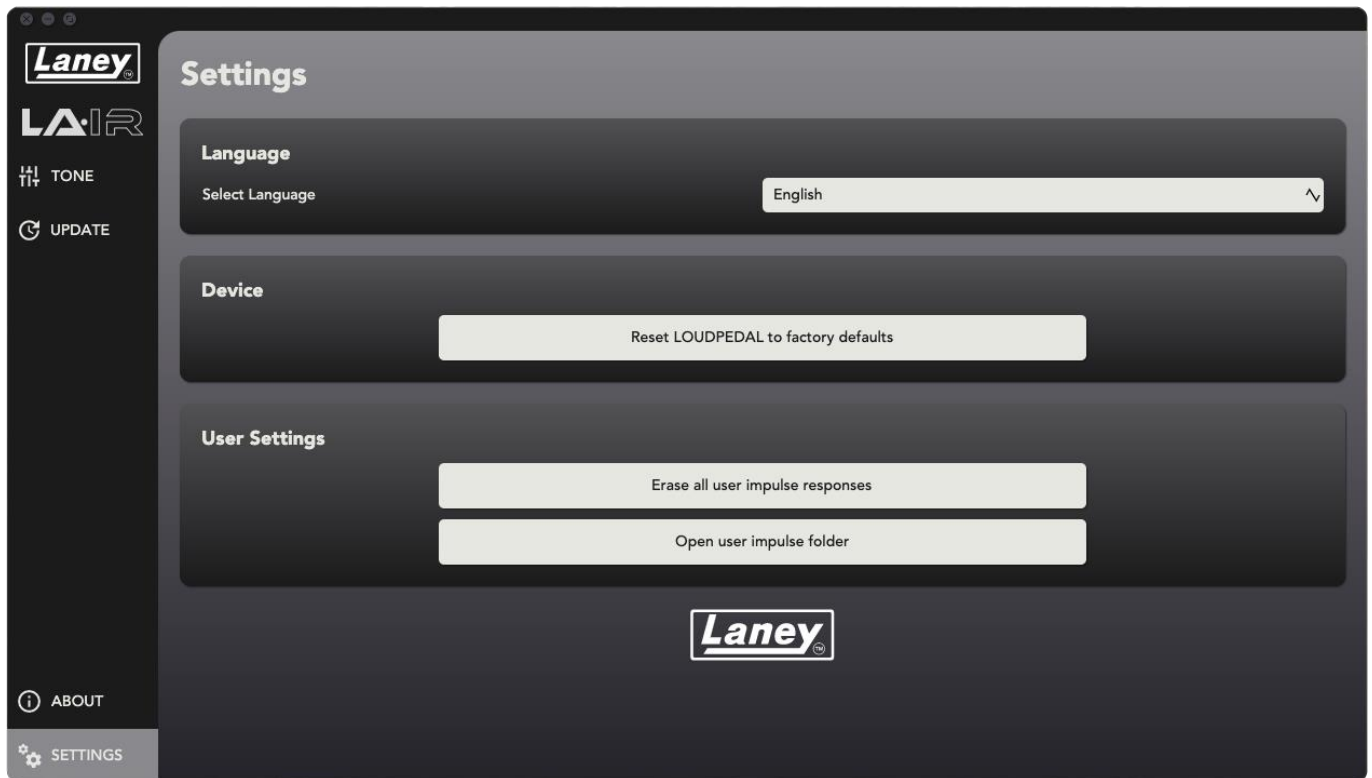 Laney
LA·IR
TONE
UPDATE
ABOUT
SETTINGS
Settings
Language
Select Language
English
Device
Reset LOUDPEDAL to factory defaults
User Settings
Erase all user impulse responses
Open user impulse folder
Laney